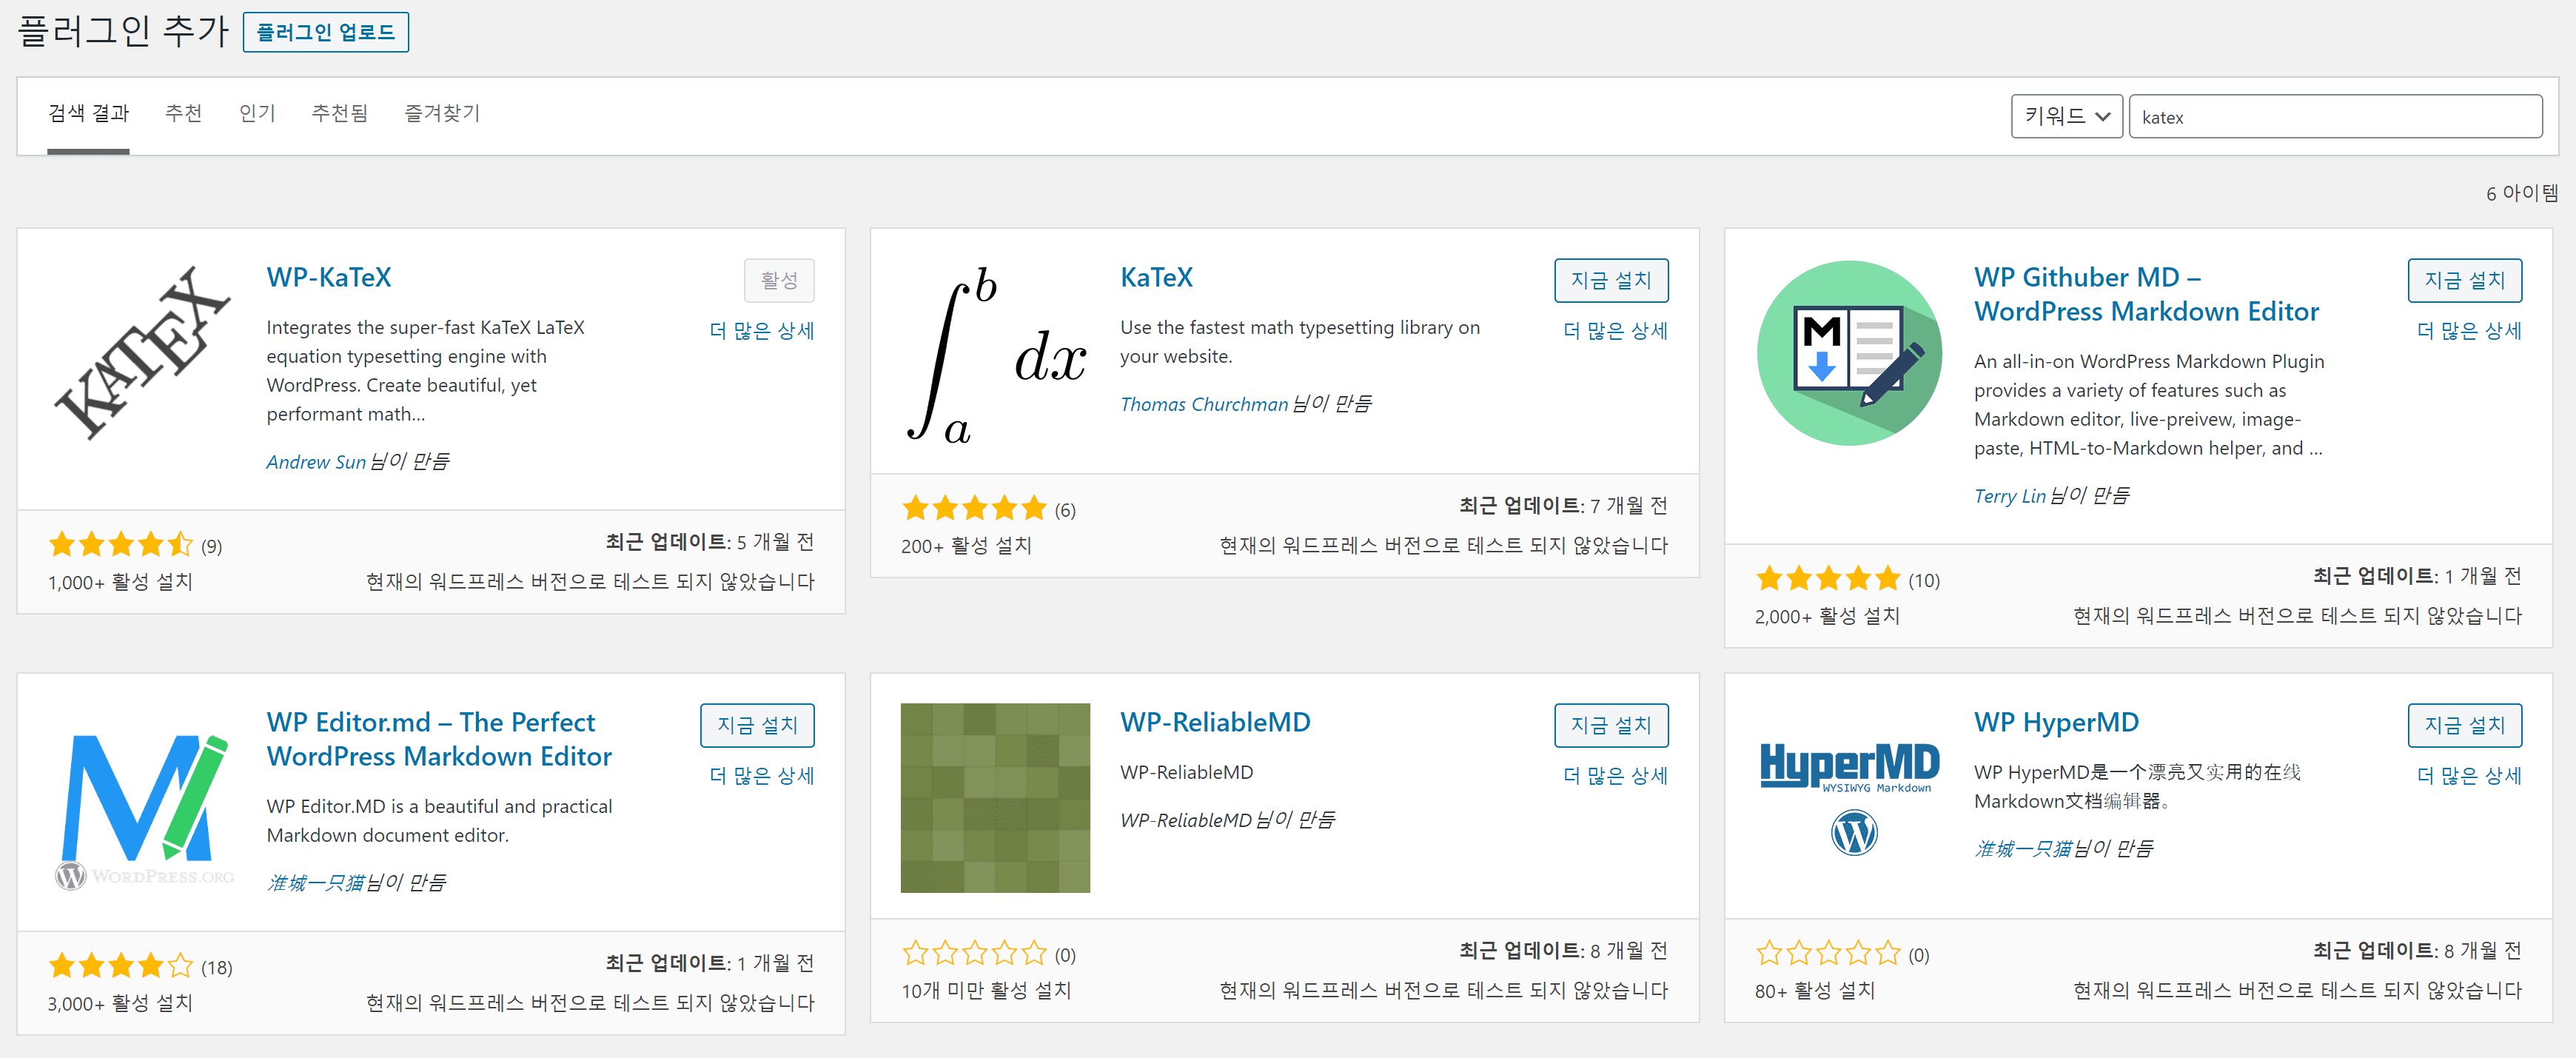 플러그인 추가 플러그인 업로드
검색 결과 추천 인기 추천됨 즐겨찾기 키워드 katex
6 아이템
KATEX
WP-KaTeX
활성
더 많은 상세
Integrates the super-fast KaTeX LaTeX
equation typesetting engine with
WordPress. Create beautiful, yet
performant math...
Andrew Sun 님이 만듦
(9)
최근 업데이트: 5 개월 전
1,000+ 활성 설치
현재의 워드프레스 버전으로 테스트 되지 않았습니다
∫ b a dx
KaTeX
지금 설치
더 많은 상세
Use the fastest math typesetting library on
your website.
Thomas Churchman 님이 만듦
(6)
최근 업데이트: 7 개월 전
200+ 활성 설치
현재의 워드프레스 버전으로 테스트 되지 않았습니다
M
WP Githuber MD –
WordPress Markdown Editor
지금 설치
더 많은 상세
An all-in-on WordPress Markdown Plugin
provides a variety of features such as
Markdown editor, live-preivew, image-
paste, HTML-to-Markdown helper, and ...
Terry Lin 님이 만듦
(10)
최근 업데이트: 1 개월 전
2,000+ 활성 설치
현재의 워드프레스 버전으로 테스트 되지 않았습니다
M
WORDPRESS.ORG
WP Editor.md – The Perfect
WordPress Markdown Editor
지금 설치
더 많은 상세
WP Editor.MD is a beautiful and practical
Markdown document editor.
淮城一只猫 님이 만듦
(18)
최근 업데이트: 1 개월 전
3,000+ 활성 설치
현재의 워드프레스 버전으로 테스트 되지 않았습니다
WP-ReliableMD
지금 설치
더 많은 상세
WP-ReliableMD
WP-ReliableMD 님이 만듦
(0)
최근 업데이트: 8 개월 전
10개 미만 활성 설치
현재의 워드프레스 버전으로 테스트 되지 않았습니다
HyperMD
WYSIWYG Markdown
WP HyperMD
지금 설치
더 많은 상세
WP HyperMD是一个漂亮又实用的在线
Markdown文档编辑器。
淮城一只猫 님이 만듦
(0)
최근 업데이트: 8 개월 전
80+ 활성 설치
현재의 워드프레스 버전으로 테스트 되지 않았습니다